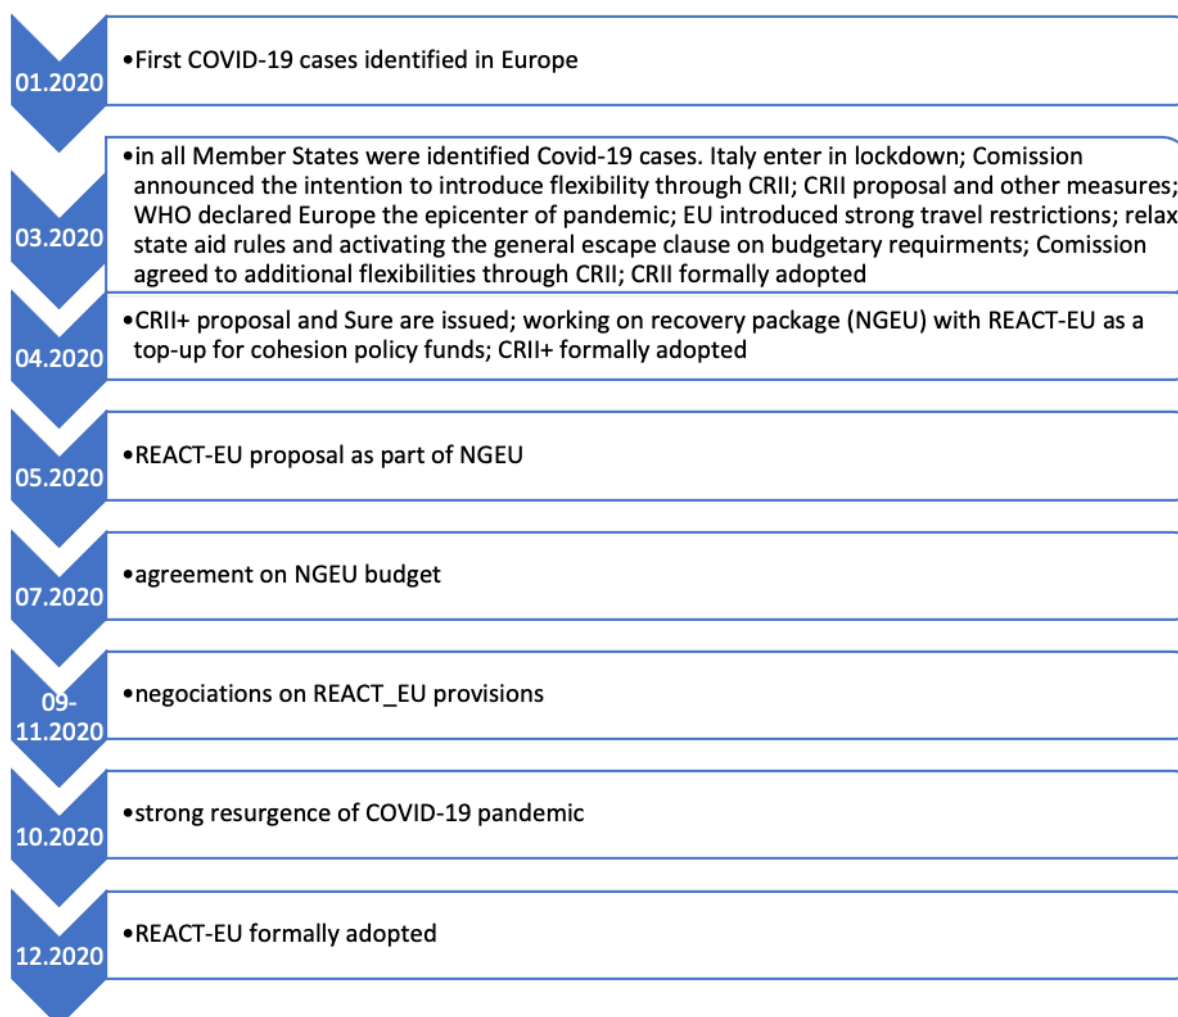 01.2020
•First COVID-19 cases identified in Europe
03.2020
•in all Member States were identified Covid-19 cases. Italy enter in lockdown; Comission
announced the intention to introduce flexibility through CRII; CRII proposal and other measures;
WHO declared Europe the epicenter of pandemic; EU introduced strong travel restrictions; relax
state aid rules and activating the general escape clause on budgetary requirments; Comission
agreed to additional flexibilities through CRII; CRII formally adopted
04.2020
•CRII+ proposal and Sure are issued; working on recovery package (NGEU) with REACT-EU as a
top-up for cohesion policy funds; CRII+ formally adopted
05.2020
•REACT-EU proposal as part of NGEU
07.2020
•agreement on NGEU budget
09-
11.2020
•negociations on REACT_EU provisions
10.2020
•strong resurgence of COVID-19 pandemic
12.2020
•REACT-EU formally adopted